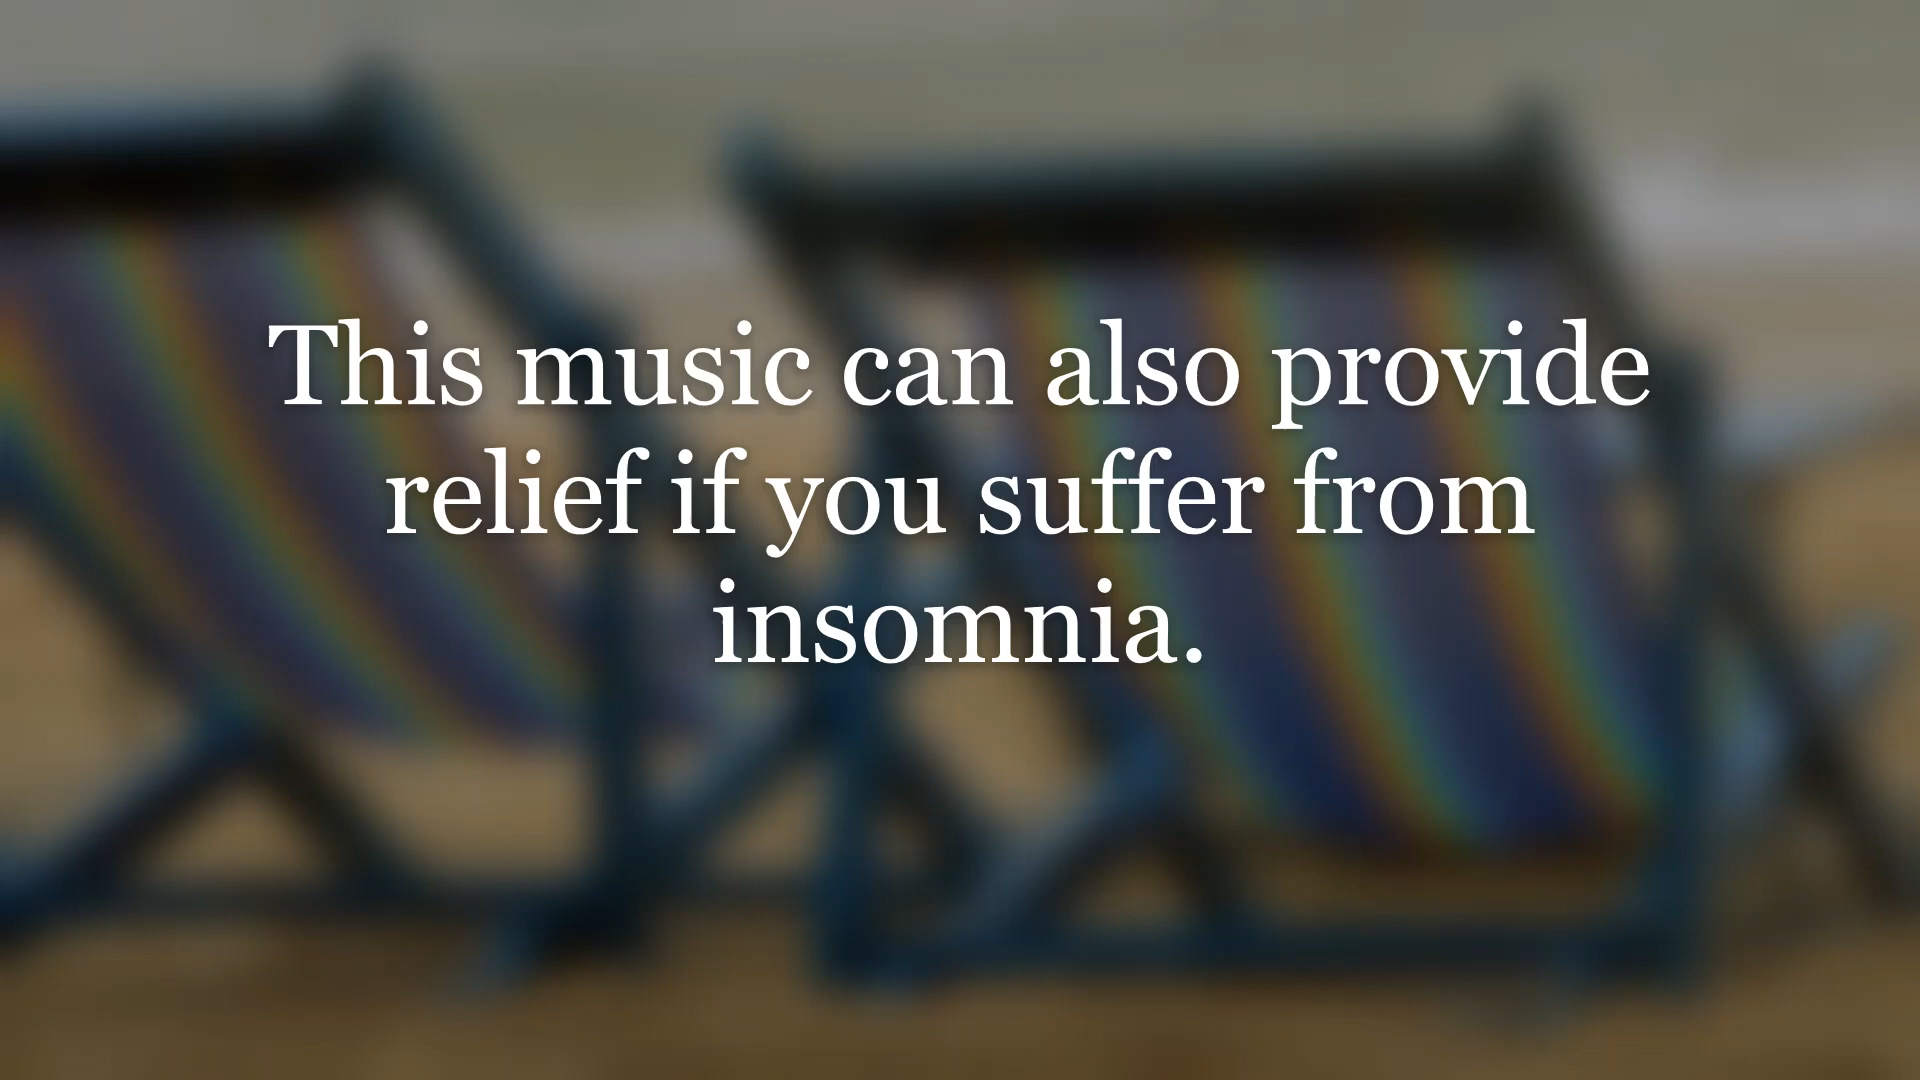 This music can also provide
relief if you suffer from
insomnia.